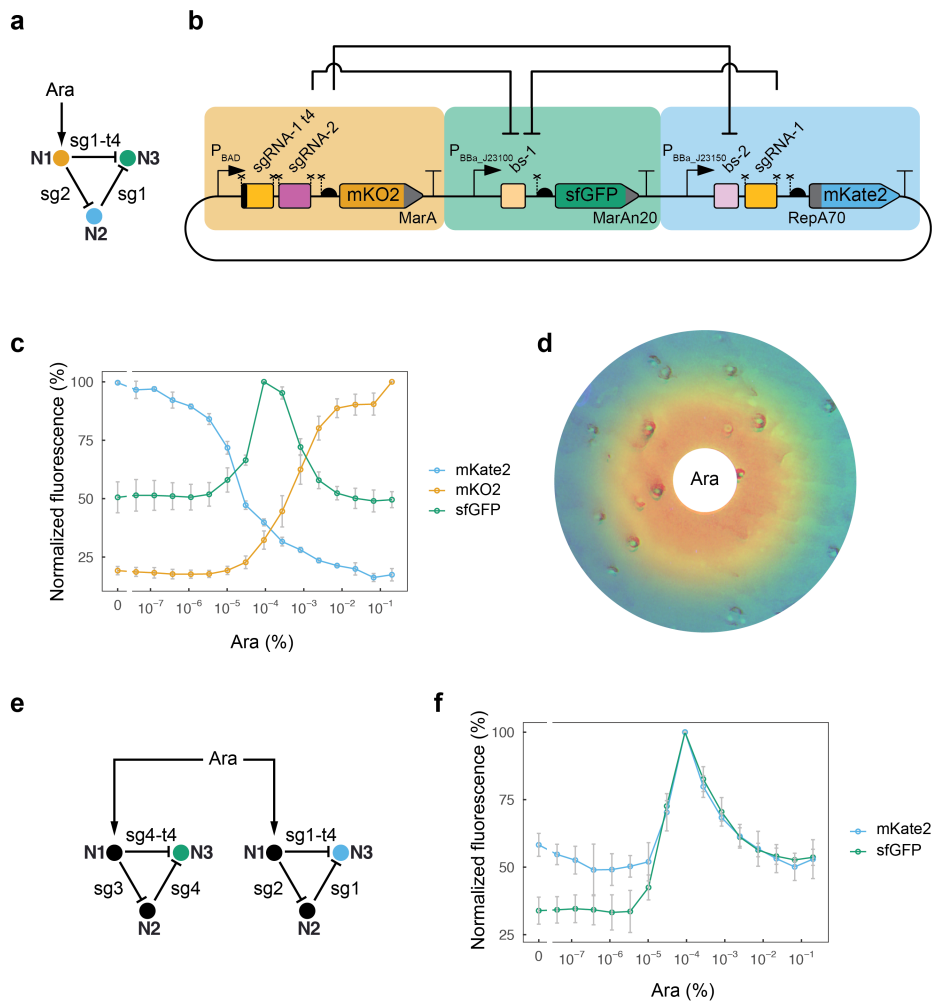 a
Ara
sg1-t4
N1
N3
sg2
sg1
N2
b
PBAD
sgRNA-1 t4
sgRNA-2
mKO2
MarA
PBBa_J23100
bs-1
sfGFP
MarAn20
PBBa_J23150
bs-2
sgRNA-1
mKate2
RepA70
c
Normalized fluorescence (%)
100
75
50
25
0
10⁻⁷
10⁻⁶
10⁻⁵
10⁻⁴
10⁻³
10⁻²
10⁻¹
Ara (%)
mKate2
mKO2
sfGFP
d
Ara
e
Ara
sg4-t4
N1
N3
sg3
sg4
N2
sg1-t4
N1
N3
sg2
sg1
N2
f
Normalized fluorescence (%)
100
75
50
25
0
10⁻⁷
10⁻⁶
10⁻⁵
10⁻⁴
10⁻³
10⁻²
10⁻¹
Ara (%)
mKate2
sfGFP